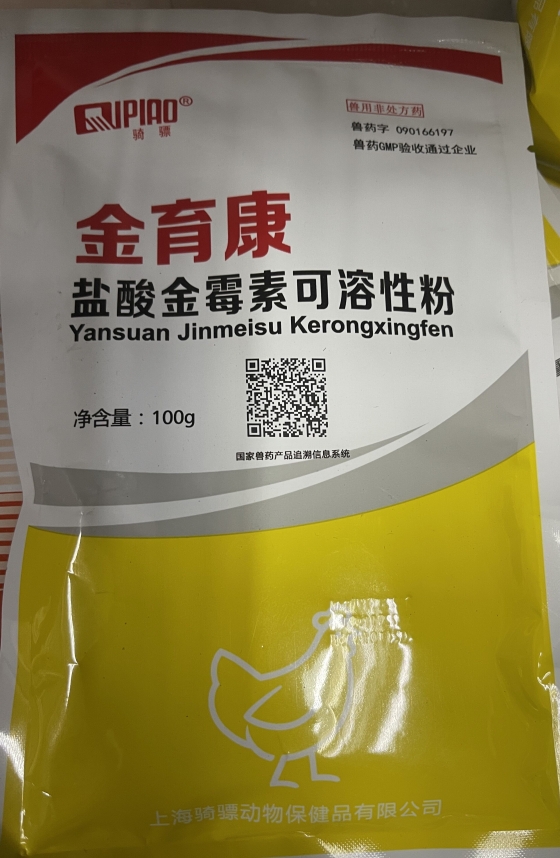 QIPIAO®
骑骠
兽用非处方药
兽药字 090166197
兽药GMP验收通过企业
金育康
盐酸金霉素可溶性粉
Yansuan Jinmeisu Kerongxingfen
净含量：100g
国家兽药产品追溯信息系统
上海骑骠动物保健品有限公司